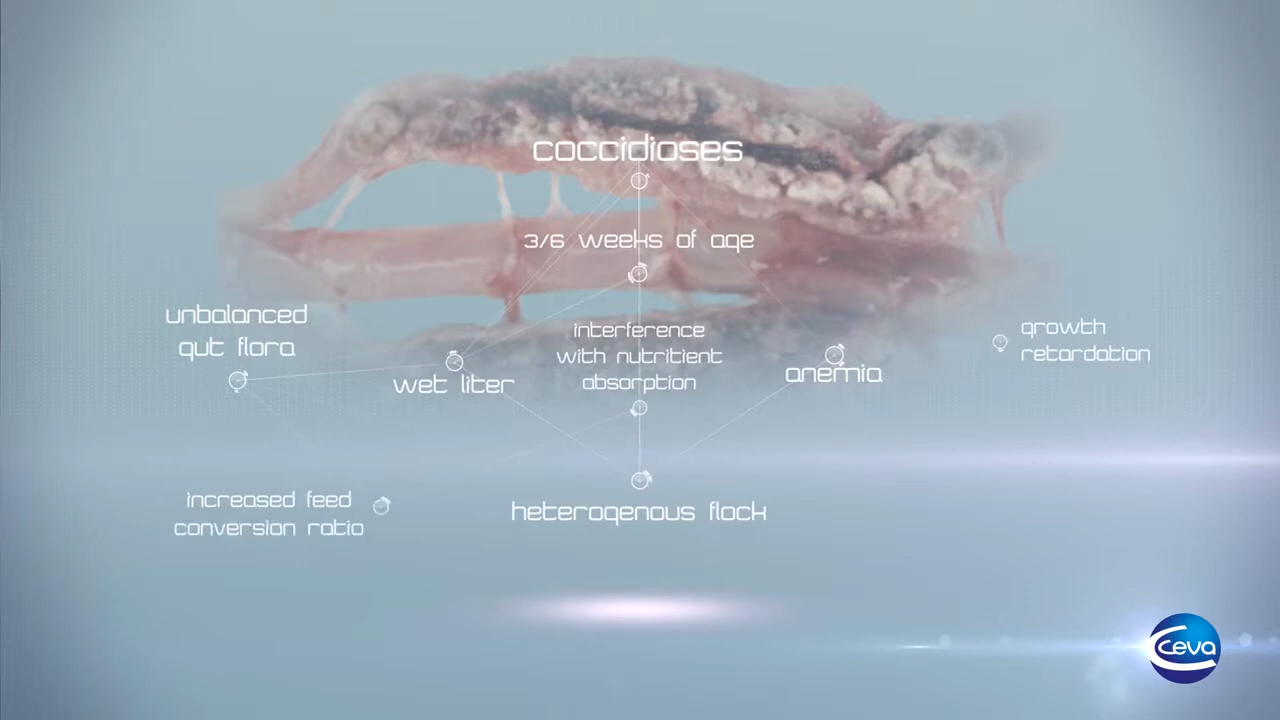 coccidioses
3/6 weeks of age
unbalanced
gut flora
interference
with nutritient
absorption
growth
retardation
wet liter
anemia
increased feed
conversion ratio
heterogenous flock
Ceva